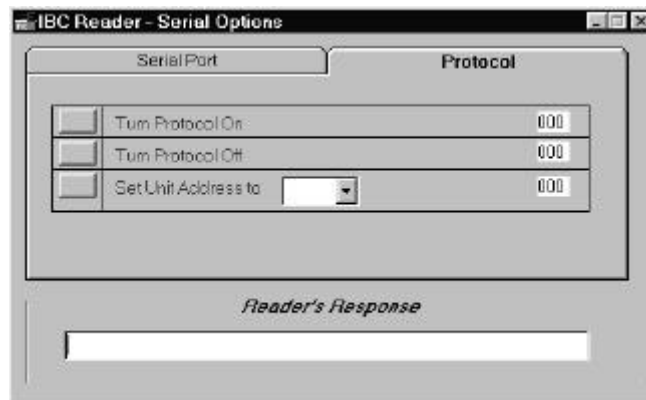 IBC Reader - Serial Options
Serial Port Protocol
Turn Protocol On 000
Turn Protocol Off 000
Set Unit Address to 000
Reader's Response